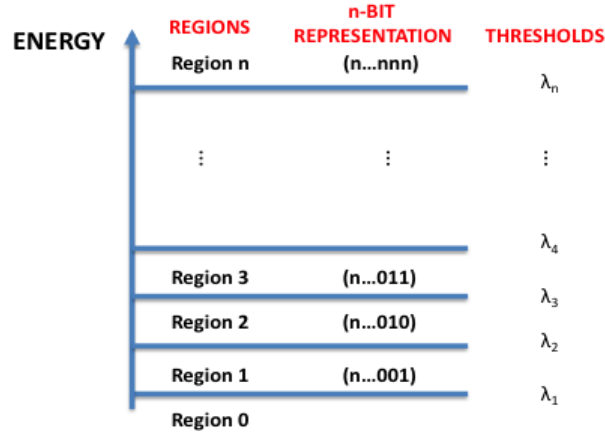 ENERGY
REGIONS
n-BIT
REPRESENTATION
THRESHOLDS
Region n
(n...nnn)
λn
⋮
⋮
⋮
λ4
Region 3
(n...011)
λ3
Region 2
(n...010)
λ2
Region 1
(n...001)
λ1
Region 0